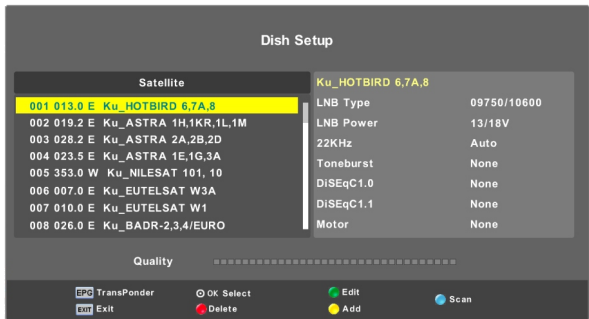 Dish Setup
Satellite
001 013.0 E Ku_HOTBIRD 6,7A,8
002 019.2 E Ku_ASTRA 1H,1KR,1L,1M
003 028.2 E Ku_ASTRA 2A,2B,2D
004 023.5 E Ku_ASTRA 1E,1G,3A
005 353.0 W Ku_NILESAT 101, 10
006 007.0 E Ku_EUTELSAT W3A
007 010.0 E Ku_EUTELSAT W1
008 026.0 E Ku_BADR-2,3,4/EURO
Ku_HOTBIRD 6,7A,8
LNB Type 09750/10600
LNB Power 13/18V
22KHz Auto
Toneburst None
DiSEqC1.0 None
DiSEqC1.1 None
Motor None
Quality
EPG TransPonder OK Select Edit Scan
EXIT Exit Delete Add